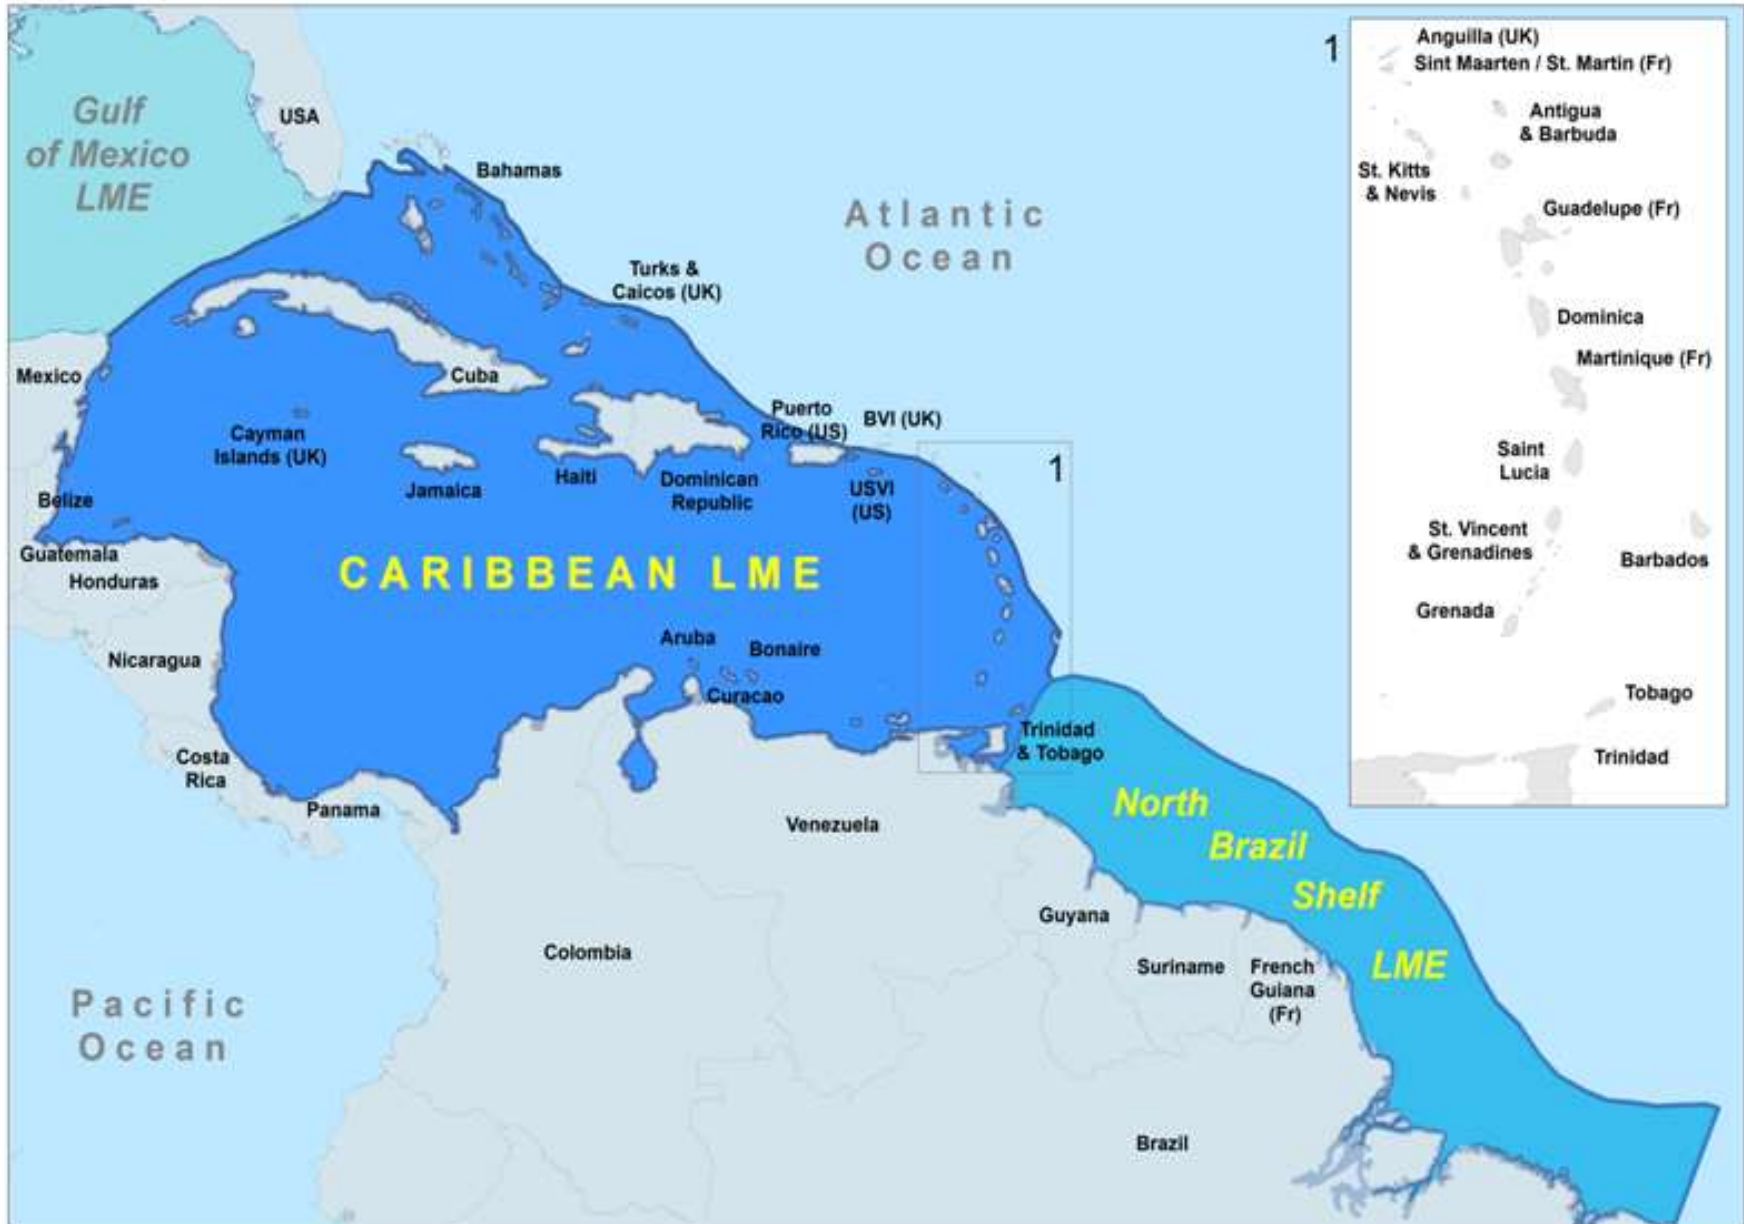 Gulf
of Mexico
LME
USA
Bahamas
Atlantic
Ocean
Turks &
Caicos (UK)
Mexico
Cuba
Puerto
Rico (US)
BVI (UK)
Cayman
Islands (UK)
Jamaica
Haiti
Dominican
Republic
USVI
(US)
1
Belize
Guatemala
Honduras
CARIBBEAN LME
Nicaragua
Aruba
Bonaire
Curacao
Costa
Rica
Panama
Trinidad
& Tobago
Venezuela
North
Brazil
Shelf
LME
Guyana
Colombia
Suriname
French
Guiana
(Fr)
Pacific
Ocean
Brazil
1
Anguilla (UK)
Sint Maarten / St. Martin (Fr)
Antigua
& Barbuda
St. Kitts
& Nevis
Guadelupe (Fr)
Dominica
Martinique (Fr)
Saint
Lucia
St. Vincent
& Grenadines
Barbados
Grenada
Tobago
Trinidad